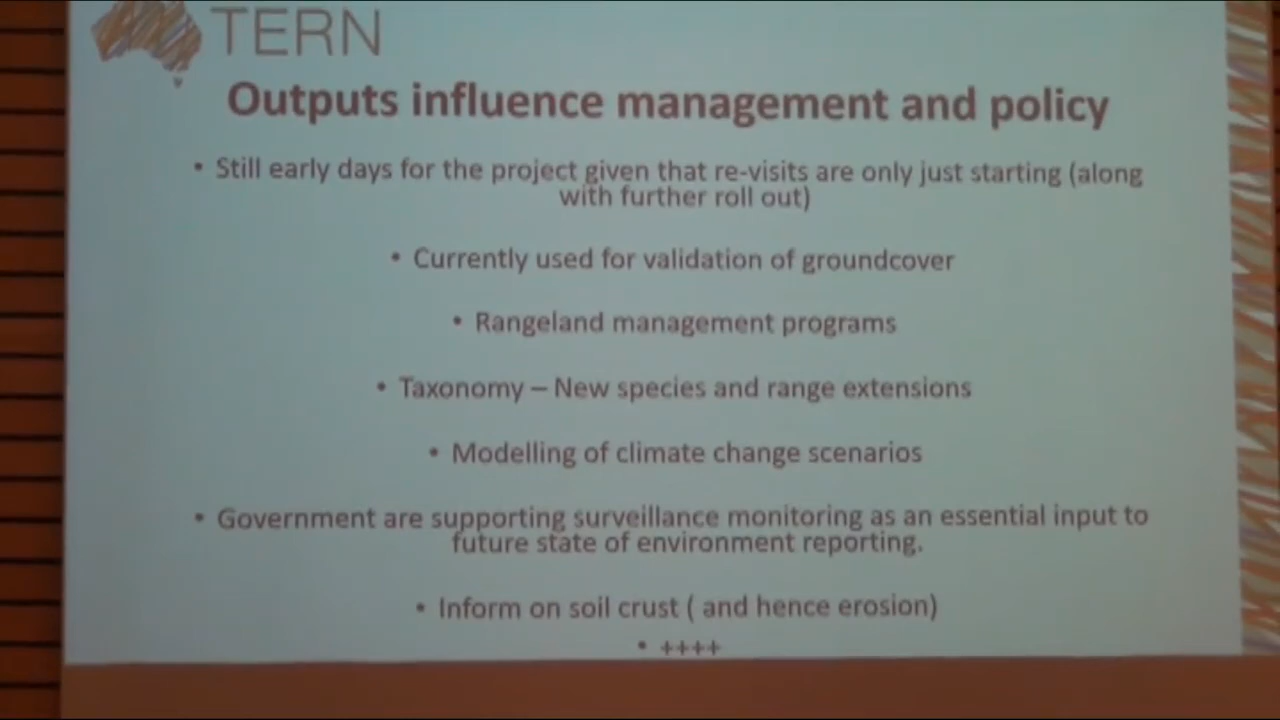 TERN
Outputs influence management and policy
• Still early days for the project given that re-visits are only just starting (along
with further roll out)
• Currently used for validation of groundcover
• Rangeland management programs
• Taxonomy – New species and range extensions
• Modelling of climate change scenarios
• Government are supporting surveillance monitoring as an essential input to
future state of environment reporting.
• Inform on soil crust ( and hence erosion)
• ++++